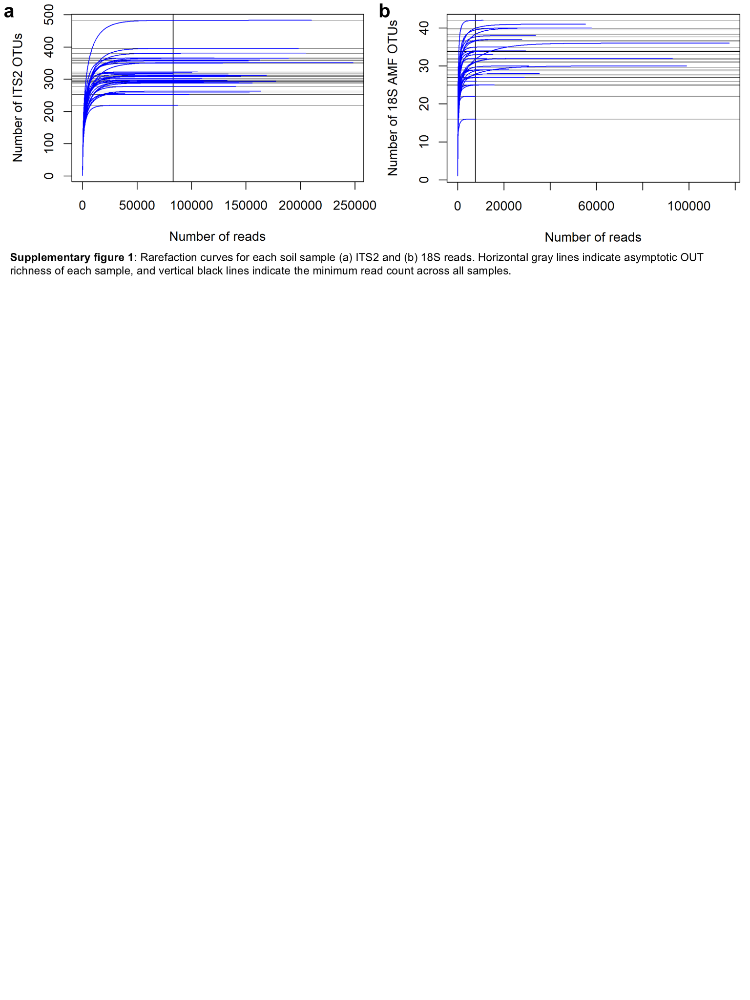 a
Number of ITS2 OTUs
500
400
300
200
100
0
0 50000 100000 150000 200000 250000
Number of reads
b
Number of 18S AMF OTUs
40
30
20
10
0
0 20000 60000 100000
Number of reads
Supplementary figure 1: Rarefaction curves for each soil sample (a) ITS2 and (b) 18S reads. Horizontal gray lines indicate asymptotic OUT
richness of each sample, and vertical black lines indicate the minimum read count across all samples.